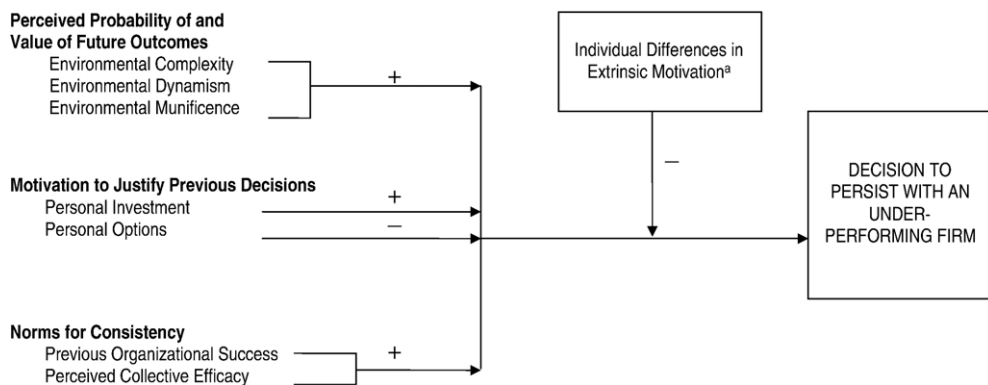 Perceived Probability of and
Value of Future Outcomes
Environmental Complexity
Environmental Dynamism
Environmental Munificence
+
Individual Differences in
Extrinsic Motivationᵃ
–
Motivation to Justify Previous Decisions
Personal Investment
+
Personal Options
–
DECISION TO
PERSIST WITH AN
UNDER-
PERFORMING FIRM
Norms for Consistency
Previous Organizational Success
Perceived Collective Efficacy
+